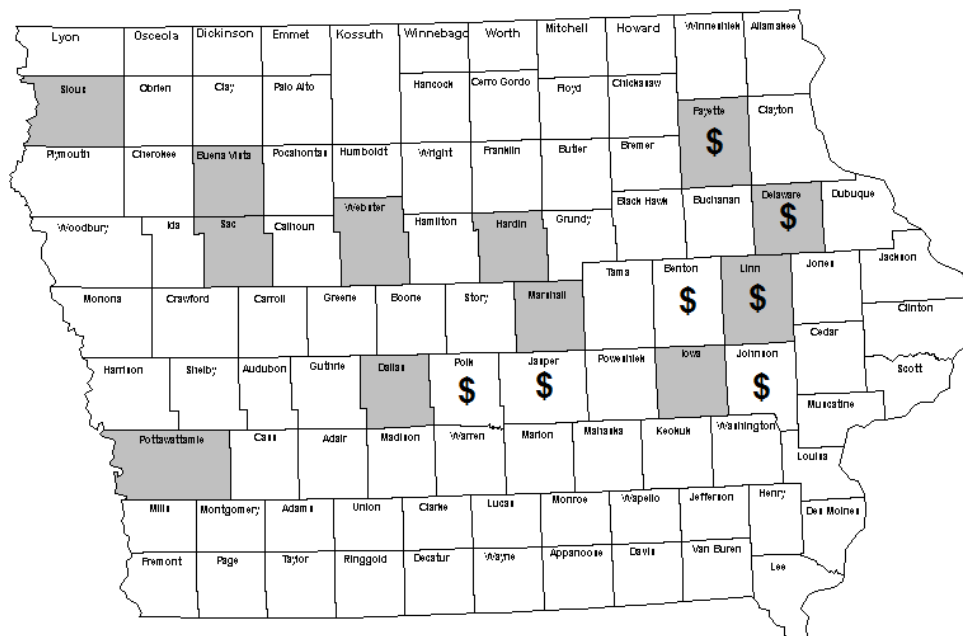 Lyon Osceola Dickinson Emmet Kossuth Winnebago Worth Mitchell Howard Winneshiek Allamakee
Sioux Obrien Clay Palo Alto Hancock Cerro Gordo Floyd Chickasaw Fayette Clayton
$
Plymouth Cherokee Buena Vista Pocahontas Humboldt Wright Franklin Butler Bremer
Woodbury Ida Sac Calhoun Webster Hamilton Hardin Grundy Black Hawk Buchanan Delaware Dubuque
$
Monona Crawford Carroll Greene Boone Story Marshall Tama Benton Linn Jones Jackson
$ $
Clinton
Cedar
Harrison Shelby Audubon Guthrie Dallas Polk Jasper Poweshiek Iowa Johnson Scott
$ $ $
Muscatine
Pottawattamie Cass Adair Madison Warren Marion Mahaska Keokuk Washington
Louisa
Mills Montgomery Adams Union Clarke Lucas Monroe Wapello Jefferson Henry Des Moines
Fremont Page Taylor Ringgold Decatur Wayne Appanoose Davis Van Buren Lee